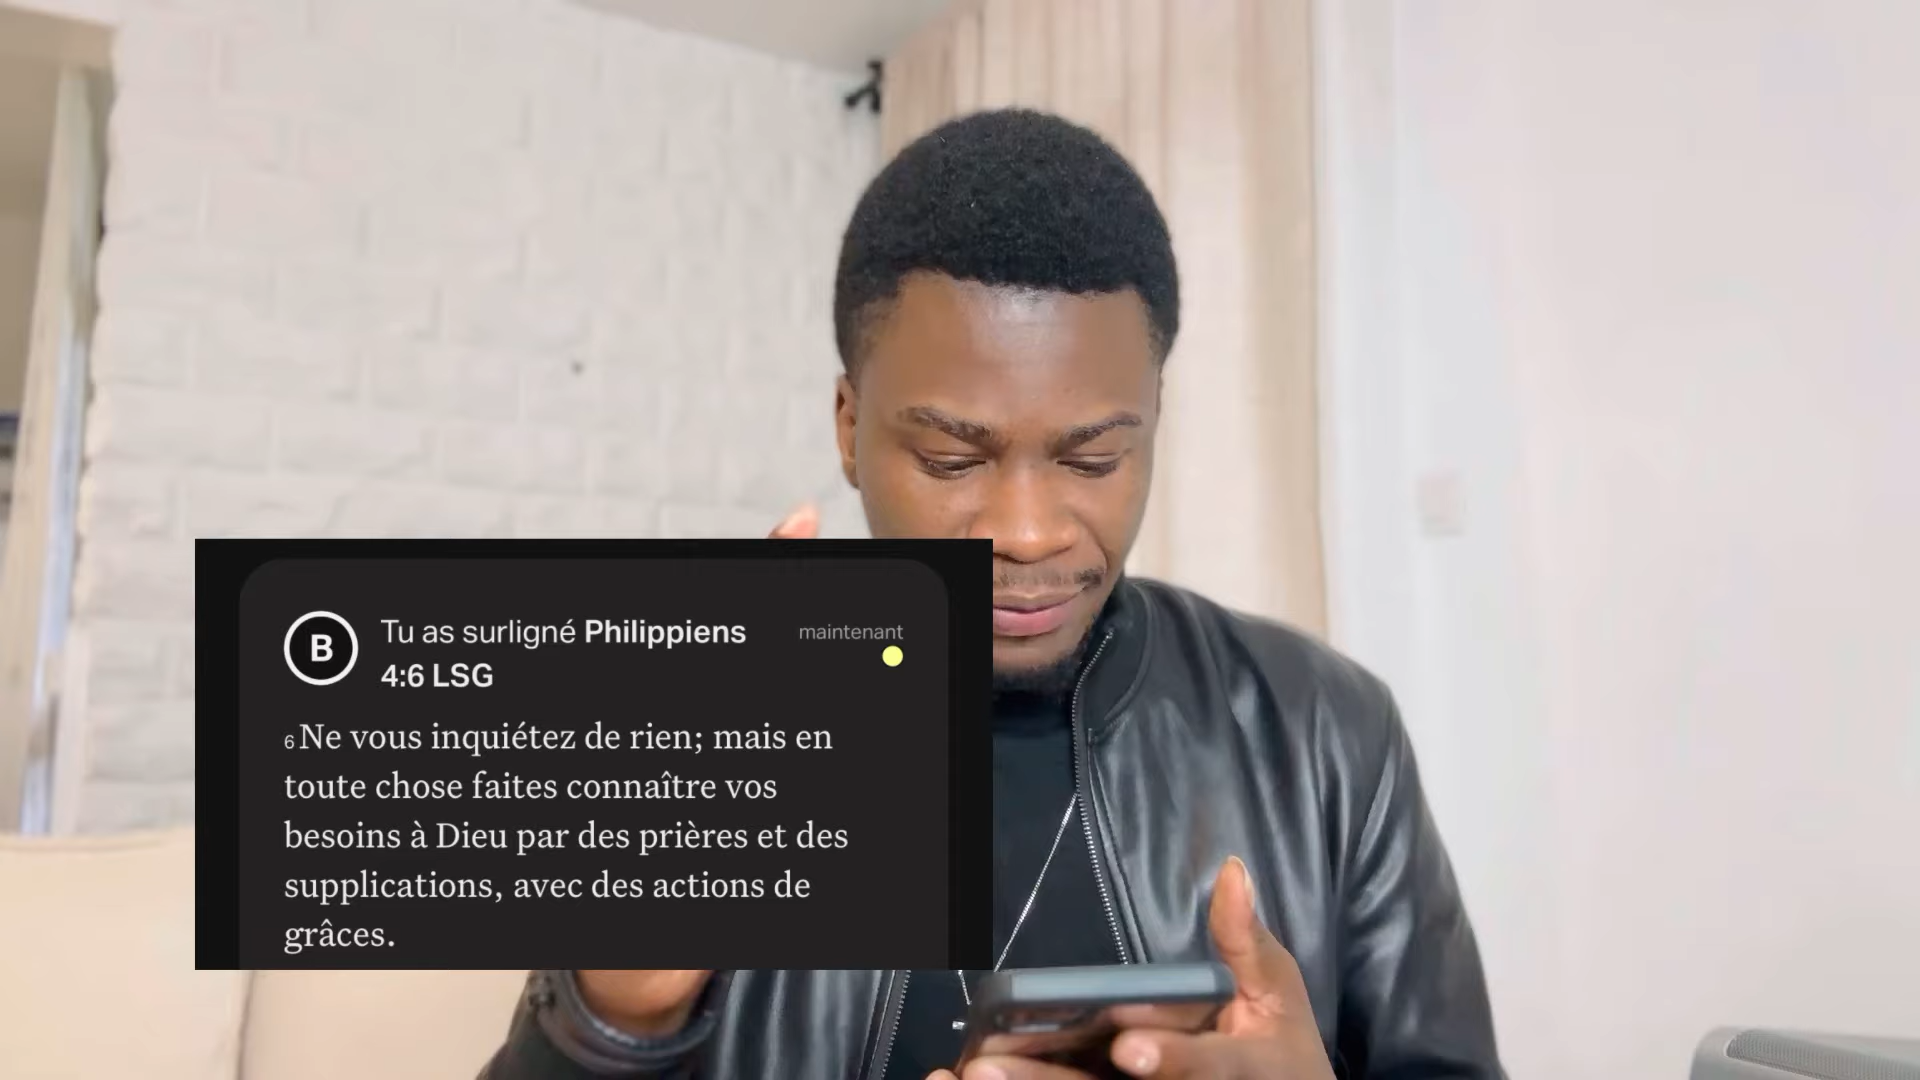 B
Tu as surligné Philippiens
maintenant
4:6 LSG
6 Ne vous inquiétez de rien; mais en
toute chose faites connaître vos
besoins à Dieu par des prières et des
supplications, avec des actions de
grâces.